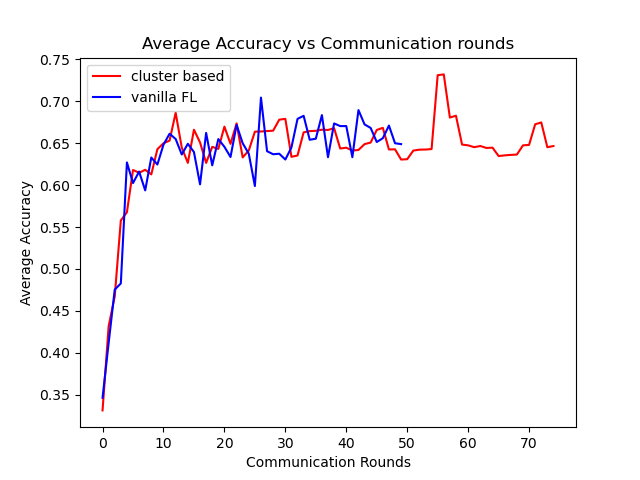 Average Accuracy vs Communication rounds
cluster based
vanilla FL
Average Accuracy
0.75
0.70
0.65
0.60
0.55
0.50
0.45
0.40
0.35
0 10 20 30 40 50 60 70
Communication Rounds